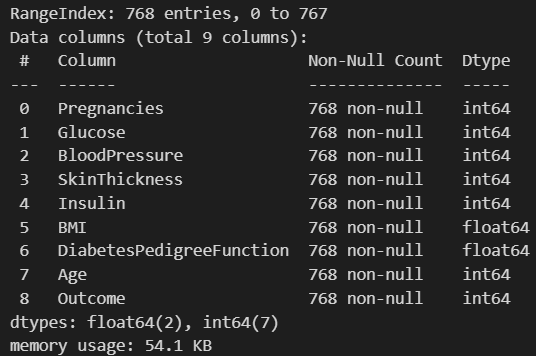 RangeIndex: 768 entries, 0 to 767
Data columns (total 9 columns):
 #   Column                    Non-Null Count  Dtype
---  ------                    --------------  -----
 0   Pregnancies               768 non-null    int64
 1   Glucose                   768 non-null    int64
 2   BloodPressure             768 non-null    int64
 3   SkinThickness             768 non-null    int64
 4   Insulin                   768 non-null    int64
 5   BMI                       768 non-null    float64
 6   DiabetesPedigreeFunction  768 non-null    float64
 7   Age                       768 non-null    int64
 8   Outcome                   768 non-null    int64
dtypes: float64(2), int64(7)
memory usage: 54.1 KB